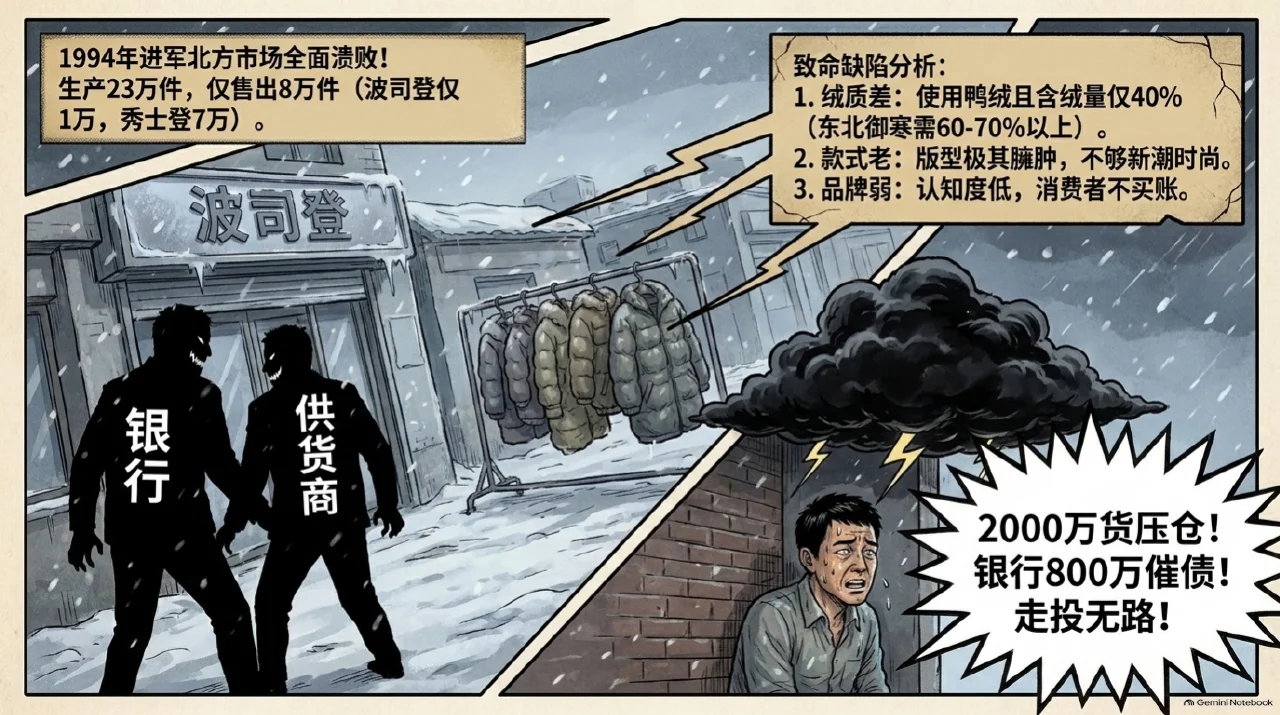 1994年进军北方市场全面溃败！
生产23万件，仅售出8万件（波司登仅
1万，秀士登7万）。
致命缺陷分析：
1. 绒质差：使用鸭绒且含绒量仅40%
（东北御寒需60-70%以上）。
2. 款式老：版型极其臃肿，不够新潮时尚。
3. 品牌弱：认知度低，消费者不买账。
波司登
银行
供货商
2000万货压仓！
银行800万催债！
走投无路！
Gemini Notebook